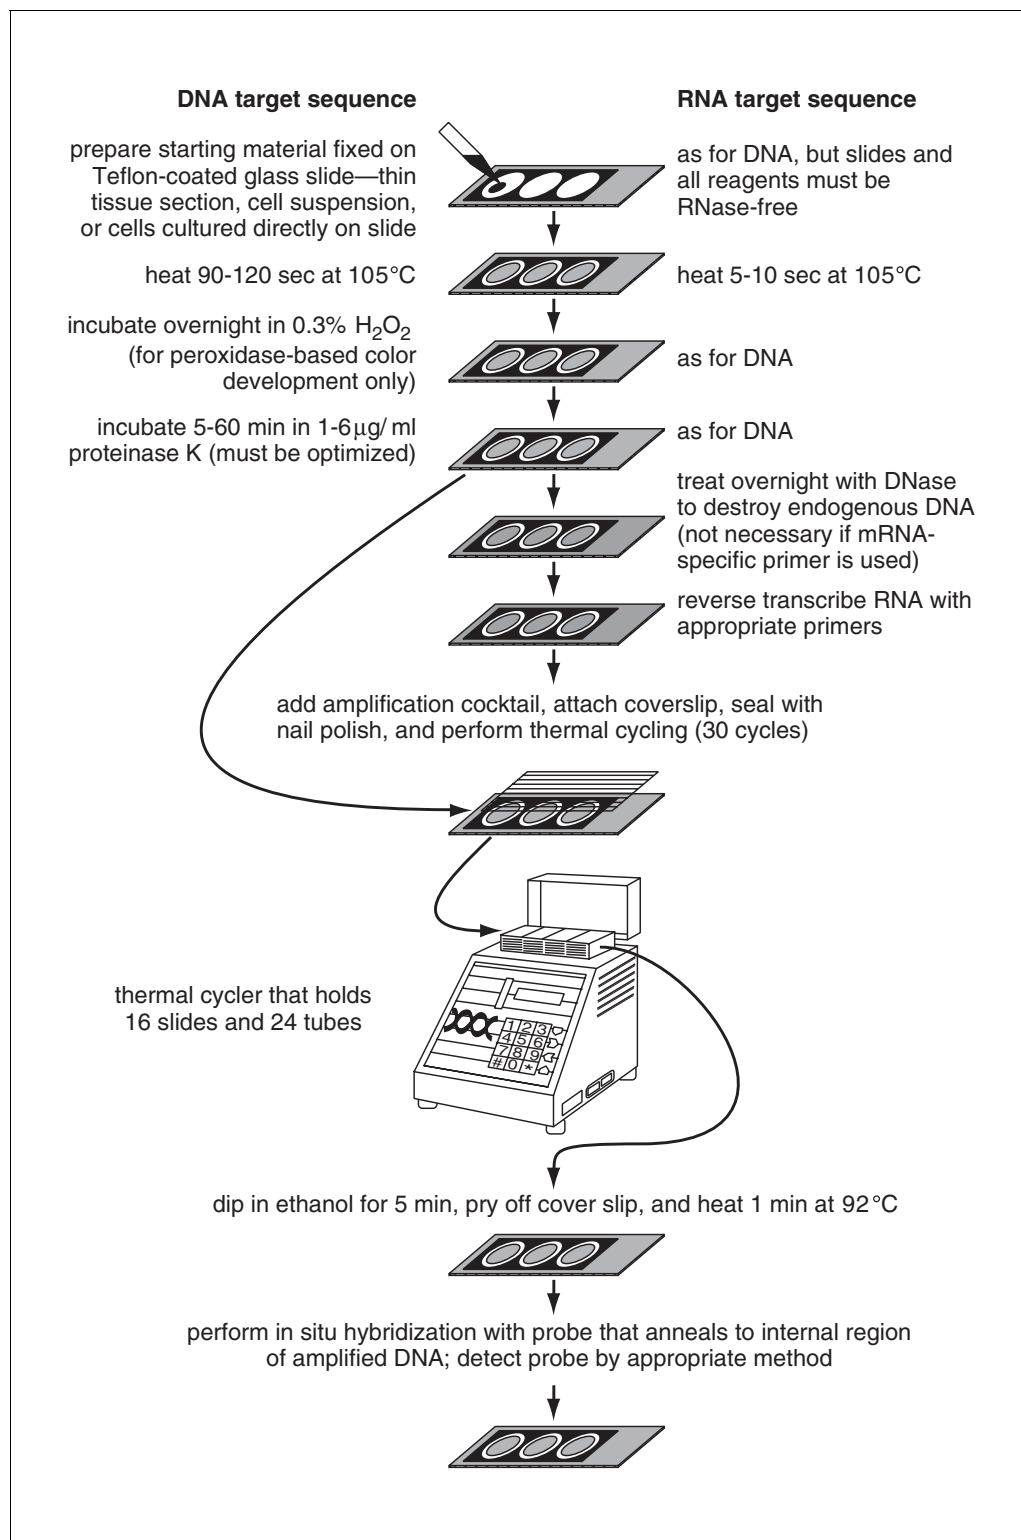 DNA target sequence
RNA target sequence
prepare starting material fixed on
Teflon-coated glass slide—thin
tissue section, cell suspension,
or cells cultured directly on slide
as for DNA, but slides and
all reagents must be
RNase-free
heat 90-120 sec at 105°C
heat 5-10 sec at 105°C
incubate overnight in 0.3% H₂O₂
(for peroxidase-based color
development only)
as for DNA
incubate 5-60 min in 1-6µg/ml
proteinase K (must be optimized)
as for DNA
treat overnight with DNase
to destroy endogenous DNA
(not necessary if mRNA-
specific primer is used)
reverse transcribe RNA with
appropriate primers
add amplification cocktail, attach coverslip, seal with
nail polish, and perform thermal cycling (30 cycles)
thermal cycler that holds
16 slides and 24 tubes
1 2 3
4 5 6
7 8 9
# 0 *
dip in ethanol for 5 min, pry off cover slip, and heat 1 min at 92°C
perform in situ hybridization with probe that anneals to internal region
of amplified DNA; detect probe by appropriate method